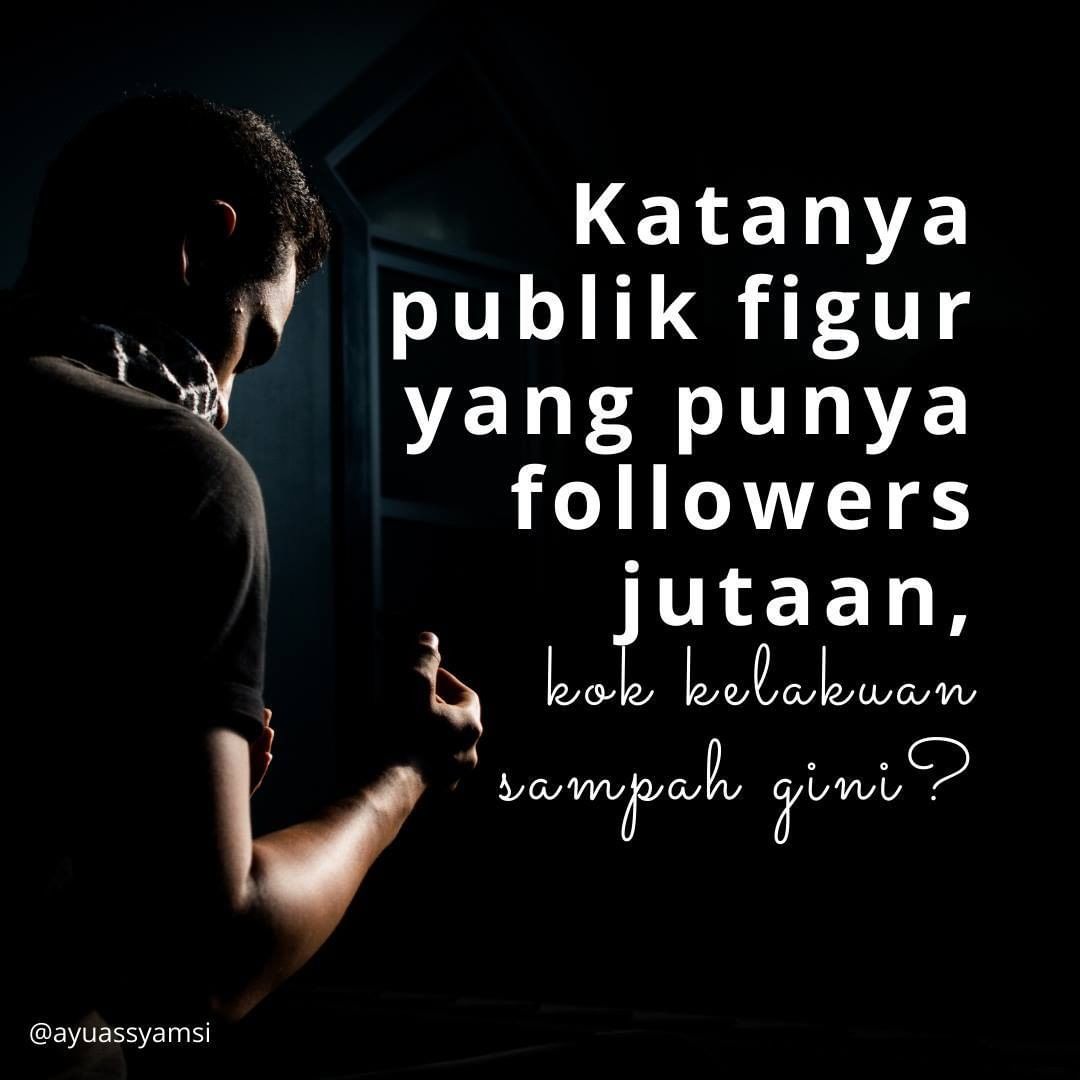 Katanya
publik figur
yang punya
followers
jutaan,
kok kelakuan
sampah gini?
@ayuassyamsi